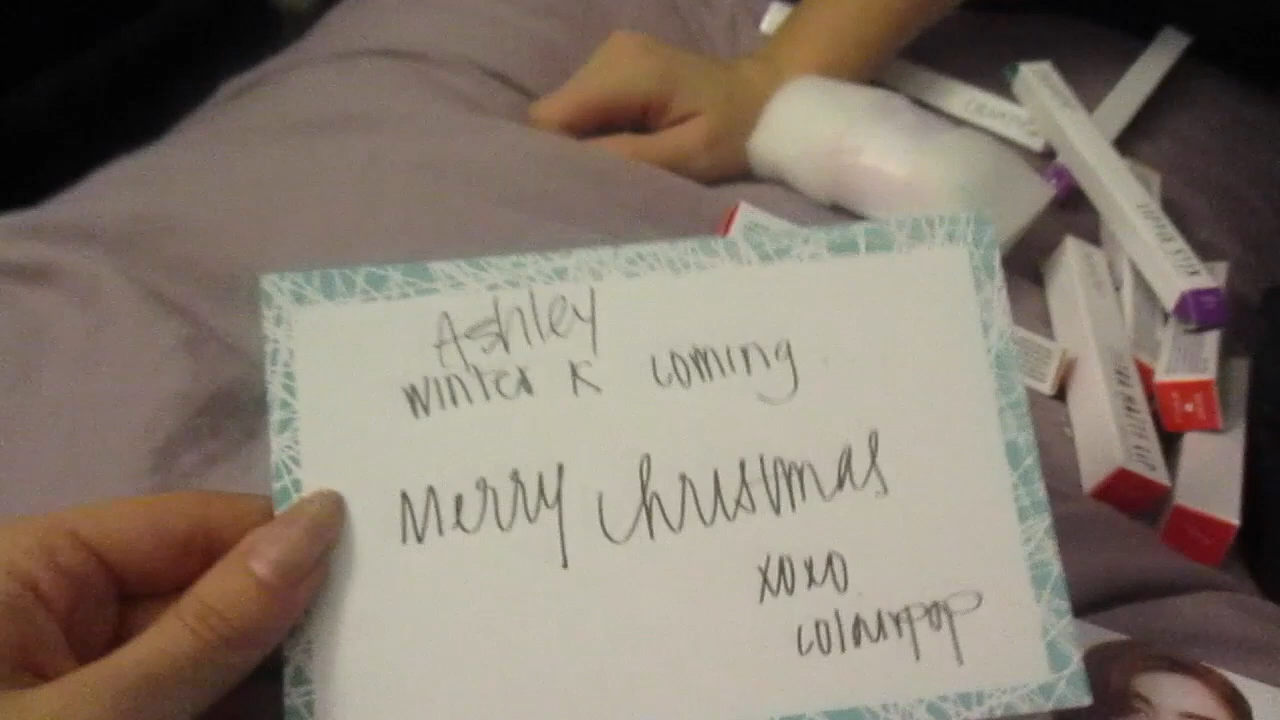 Ashley
winter is coming
Merry Christmas
xoxo
colourpop